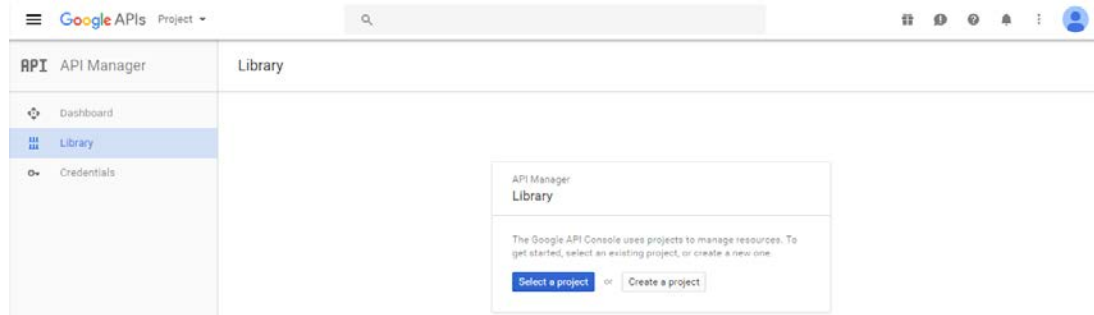 Google APIs Project
API API Manager
Library
Dashboard
Library
Credentials
API Manager
Library
The Google API Console uses projects to manage resources. To
get started, select an existing project, or create a new one.
Select a project or Create a project